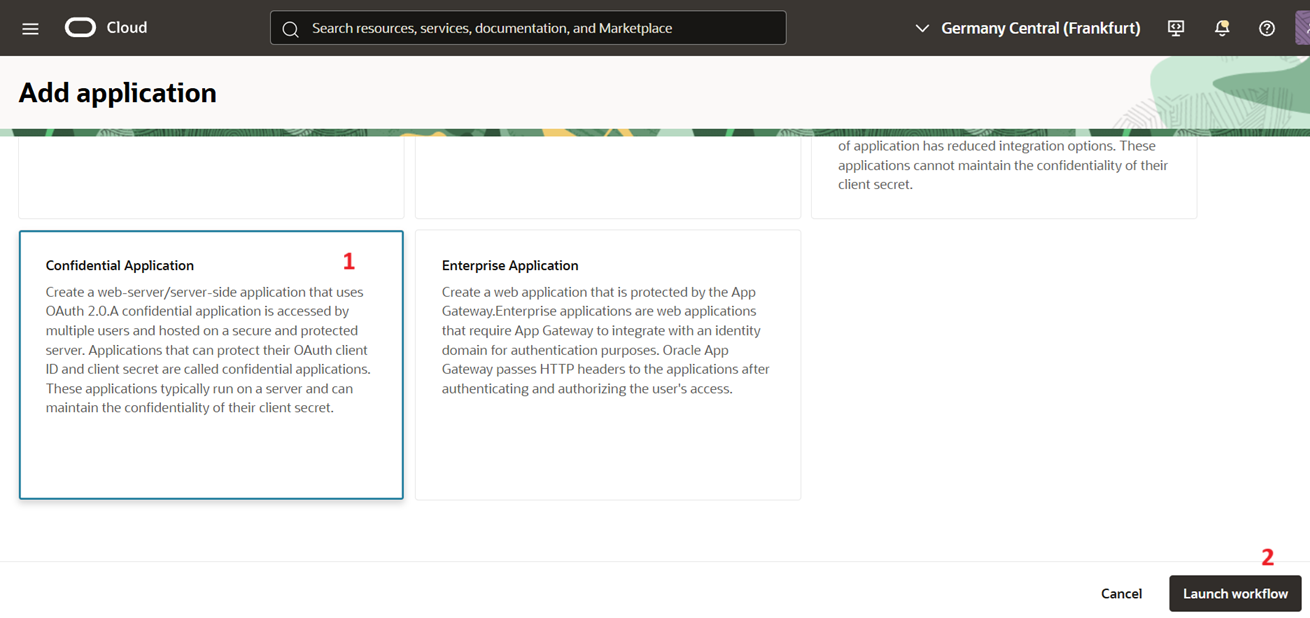 Cloud
Search resources, services, documentation, and Marketplace
Germany Central (Frankfurt)
Add application
of application has reduced integration options. These
applications cannot maintain the confidentiality of their
client secret.
Confidential Application
1
Create a web-server/server-side application that uses
OAuth 2.0.A confidential application is accessed by
multiple users and hosted on a secure and protected
server. Applications that can protect their OAuth client
ID and client secret are called confidential applications.
These applications typically run on a server and can
maintain the confidentiality of their client secret.
Enterprise Application
Create a web application that is protected by the App
Gateway.Enterprise applications are web applications
that require App Gateway to integrate with an identity
domain for authentication purposes. Oracle App
Gateway passes HTTP headers to the applications after
authenticating and authorizing the user's access.
2
Cancel
Launch workflow